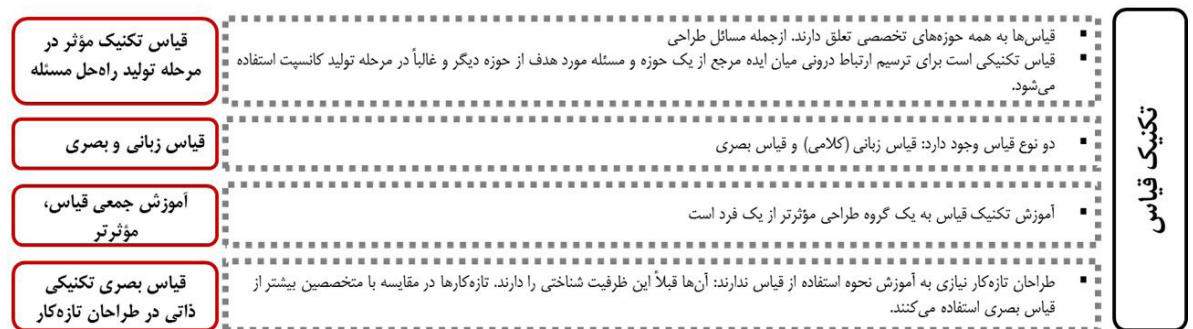 تکنیک قیاس
قیاس‌ها به همه حوزه‌های تخصصی تعلق دارند. ازجمله مسائل طراحی
قیاس تکنیکی است برای ترسیم ارتباط درونی میان ایده مرجع از یک حوزه و مسئله مورد هدف از حوزه دیگر و غالباً در مرحله تولید کانسپت استفاده
می‌شود.
قیاس تکنیک مؤثر در
مرحله تولید راه‌حل مسئله
دو نوع قیاس وجود دارد: قیاس زبانی (کلامی) و قیاس بصری
قیاس زبانی و بصری
آموزش تکنیک قیاس به یک گروه طراحی مؤثرتر از یک فرد است
آموزش جمعی قیاس،
مؤثرتر
طراحان تازه‌کار نیازی به آموزش نحوه استفاده از قیاس ندارند: آن‌ها قبلاً این ظرفیت شناختی را دارند. تازه‌کارها در مقایسه با متخصصین بیشتر از
قیاس بصری استفاده می‌کنند.
قیاس بصری تکنیکی
ذاتی در طراحان تازه‌کار